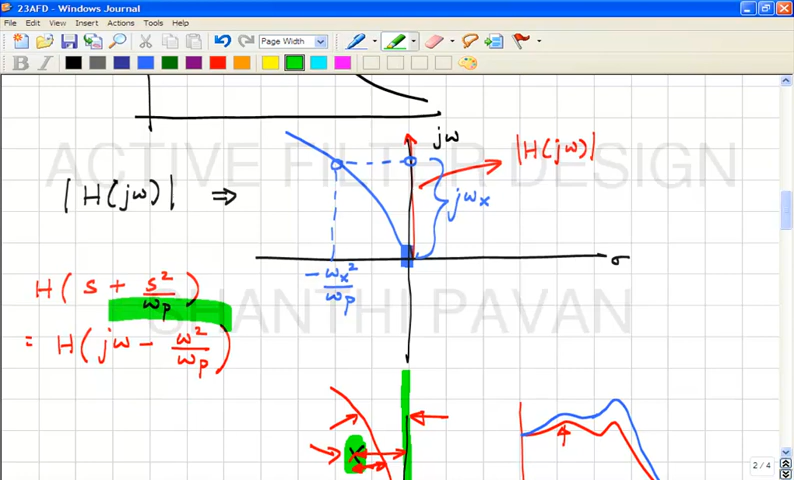 23AFD - Windows Journal
File Edit View Insert Actions Tools Help
Page Width
B I
ACTIVE FILTER DESIGN
SHANTHI PAVAN
jω
|H(jω)|
|H(jω)| ⇒
jωx
σ
-ωx²/ωp
H(s + s²/ωp)
= H(jω - ω²/ωp)
X
2 / 4